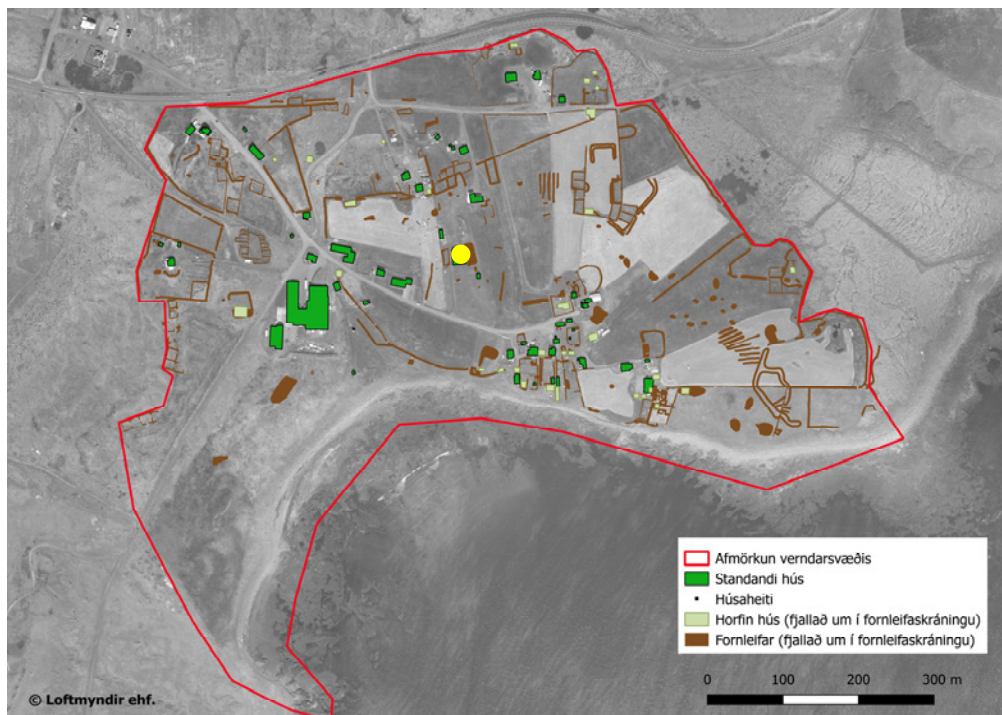 Afmörkun verndarsvæðis
Standandi hús
Húsaheiti
Horfin hús (fjallað um í fornleifaskráningu)
Fornleifar (fjallað um í fornleifaskráningu)
0 100 200 300 m
© Loftmyndir ehf.